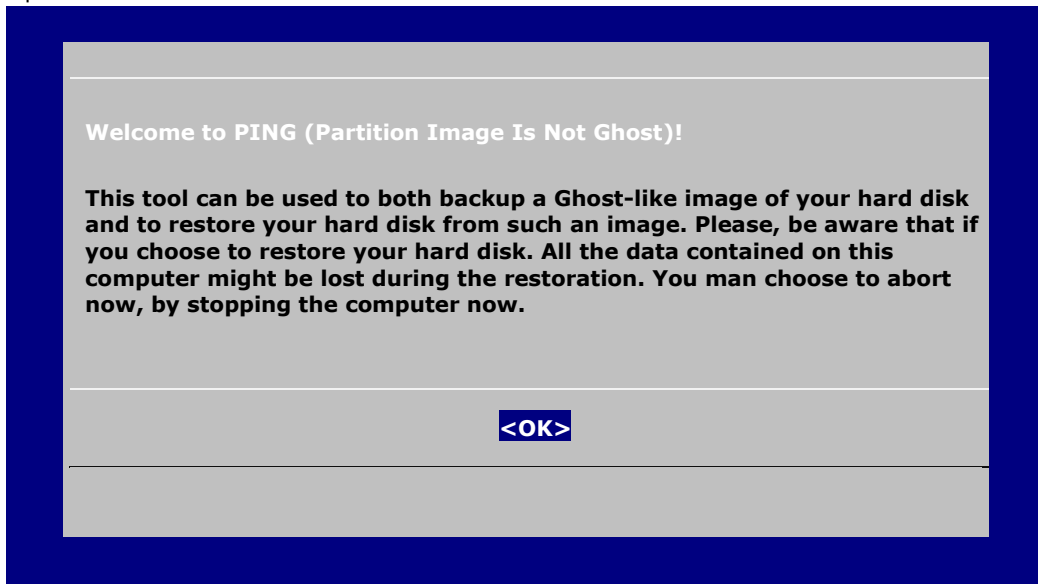 Welcome to PING (Partition Image Is Not Ghost)!
This tool can be used to both backup a Ghost-like image of your hard disk
and to restore your hard disk from such an image. Please, be aware that if
you choose to restore your hard disk. All the data contained on this
computer might be lost during the restoration. You man choose to abort
now, by stopping the computer now.
<OK>